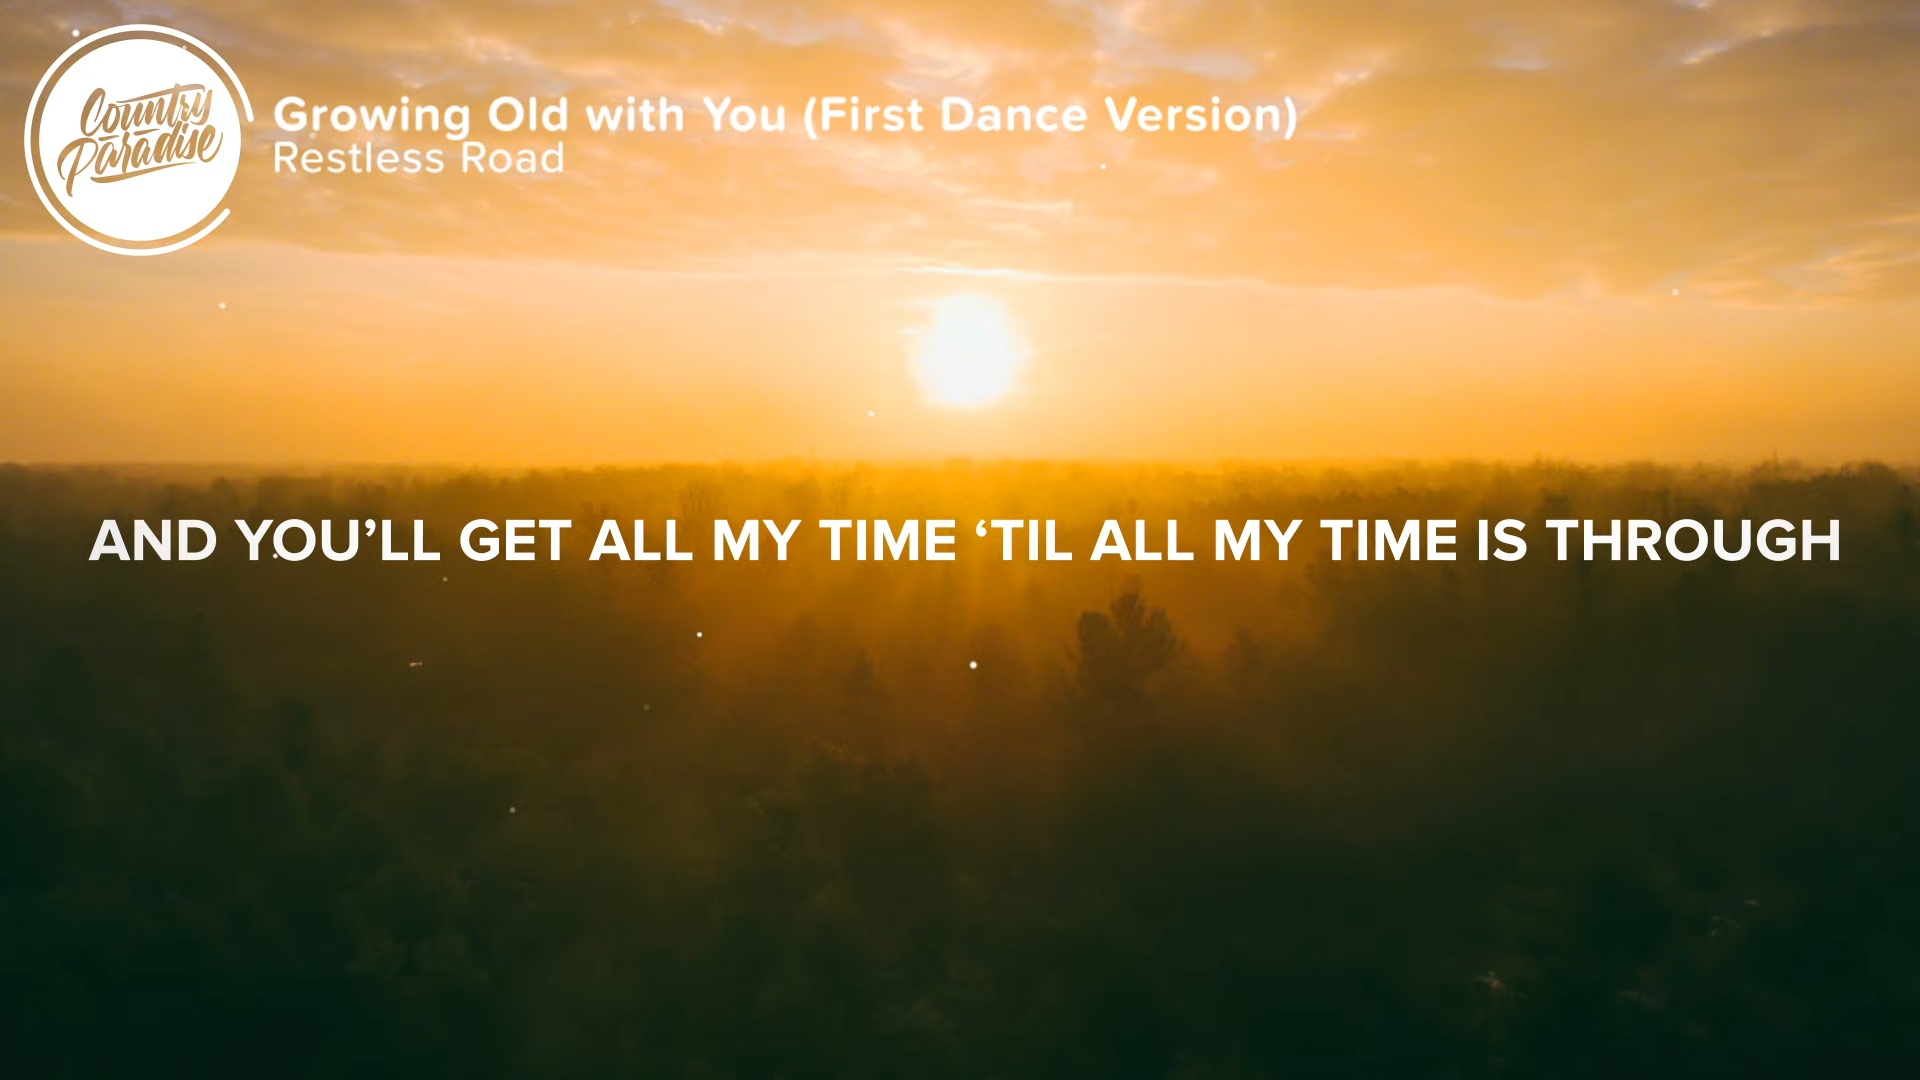 Country
Paradise
Growing Old with You (First Dance Version)
Restless Road
AND YOU’LL GET ALL MY TIME ‘TIL ALL MY TIME IS THROUGH